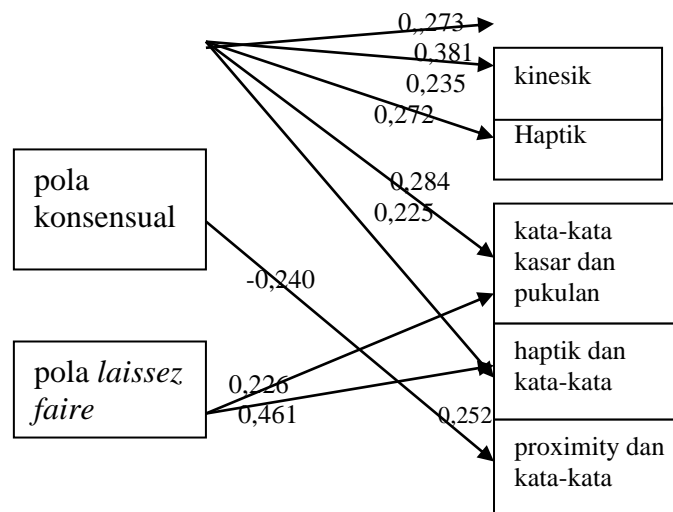 0,,273
0,381
0,235
0,272
kinesik
Haptik
pola
konsensual
0,284
0,225
-0,240
kata-kata
kasar dan
pukulan
pola laissez
faire
0,226
0,461
0,252
haptik dan
kata-kata
proximity dan
kata-kata